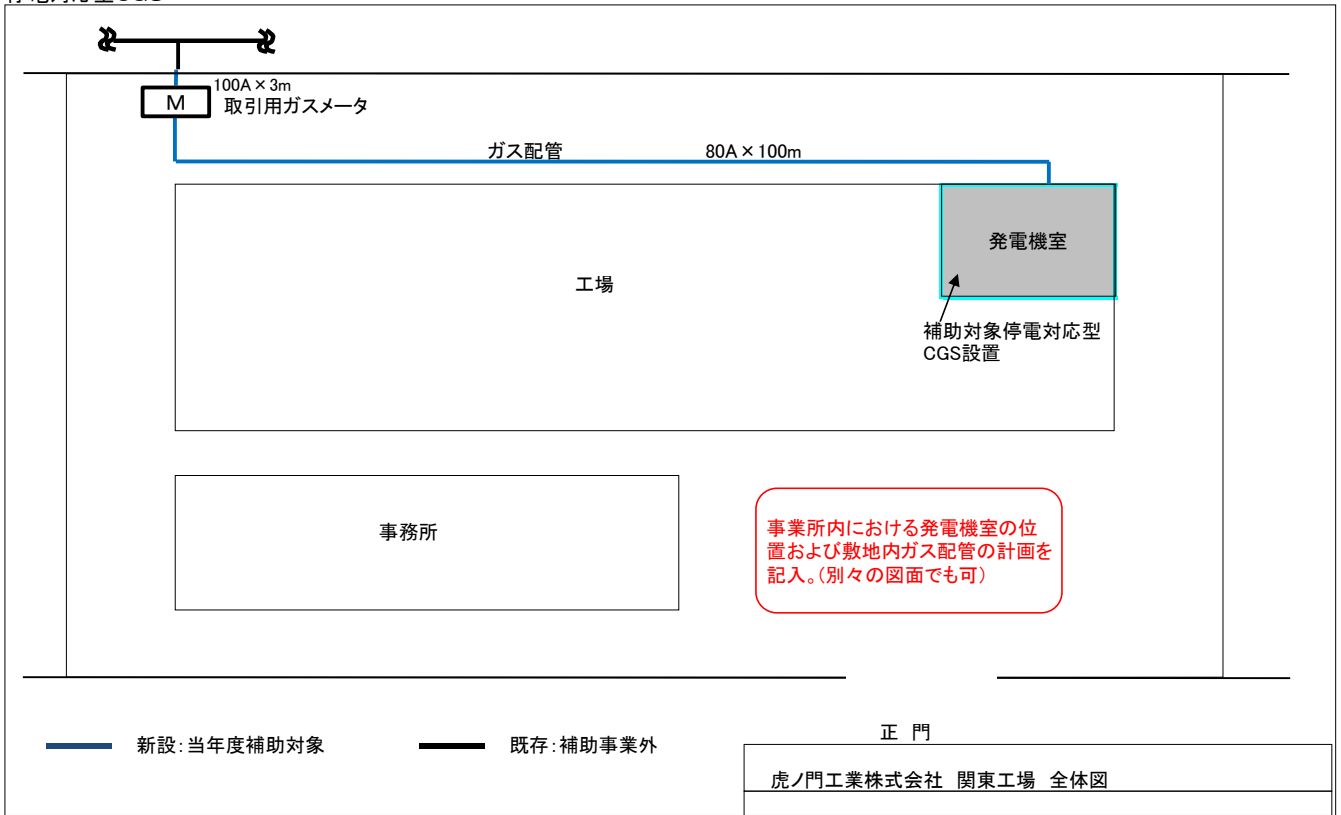 100A×3m
M
取引用ガスメータ
ガス配管 80A×100m
発電機室
工場
補助対象停電対応型
CGS設置
事務所
事業所内における発電機室の位
置および敷地内ガス配管の計画を
記入。(別々の図面でも可)
正 門
新設:当年度補助対象
既存:補助事業外
虎ノ門工業株式会社 関東工場 全体図